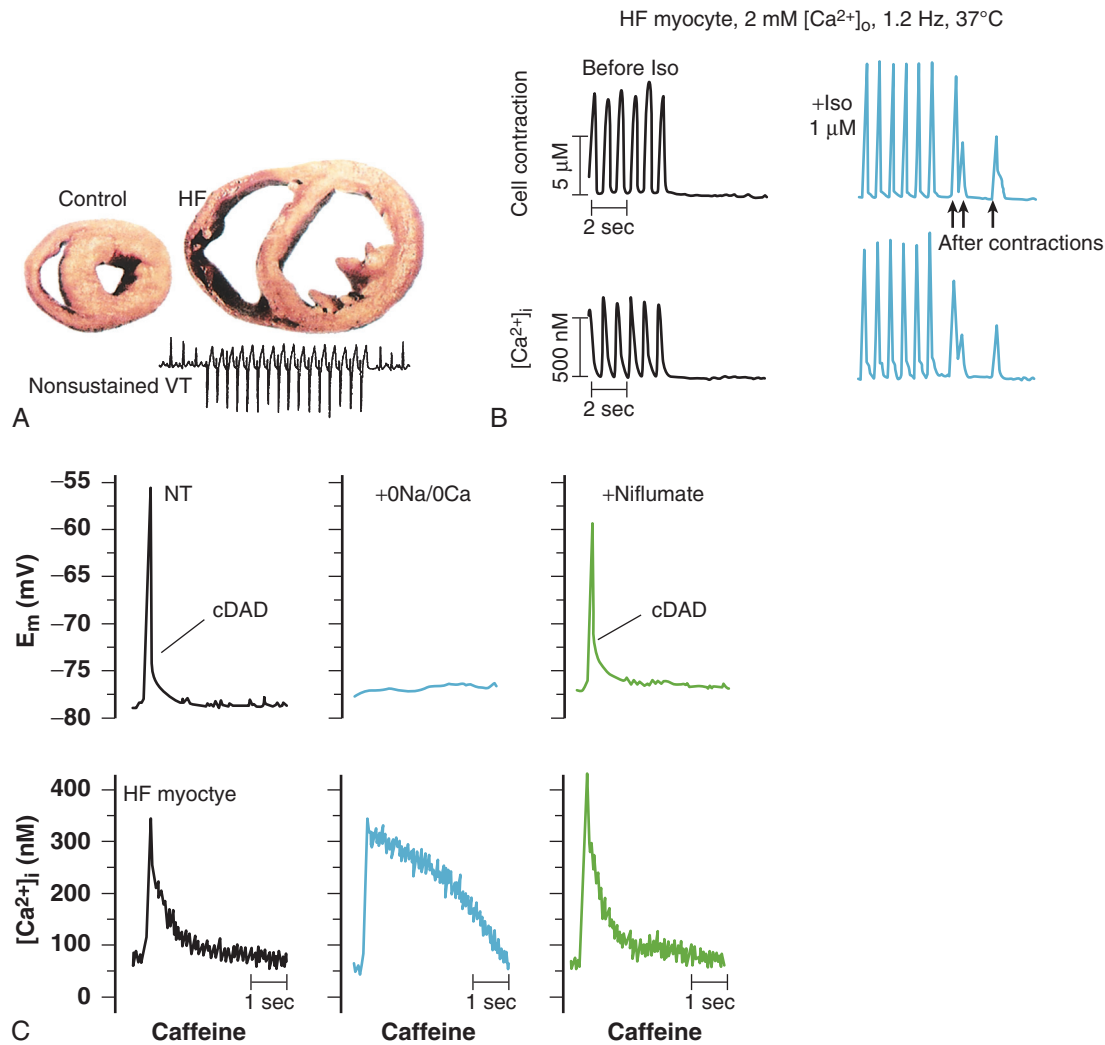 HF myocyte, 2 mM [Ca2+]o, 1.2 Hz, 37°C
Control
HF
Nonsustained VT
A
Cell contraction
Before Iso
5 μM
2 sec
+Iso
1 μM
After contractions
[Ca2+]i
500 nM
2 sec
B
Em (mV)
–55
–60
–65
–70
–75
–80
NT
cDAD
+0Na/0Ca
+Niflumate
cDAD
[Ca2+]i (nM)
400
300
200
100
0
HF myoctye
1 sec
1 sec
1 sec
C
Caffeine
Caffeine
Caffeine